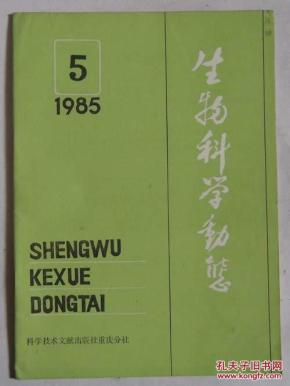 5
1985
生物科学動態
SHENGWU
KEXUE
DONGTAI
科学技术文献出版社重庆分社
孔夫子旧书网